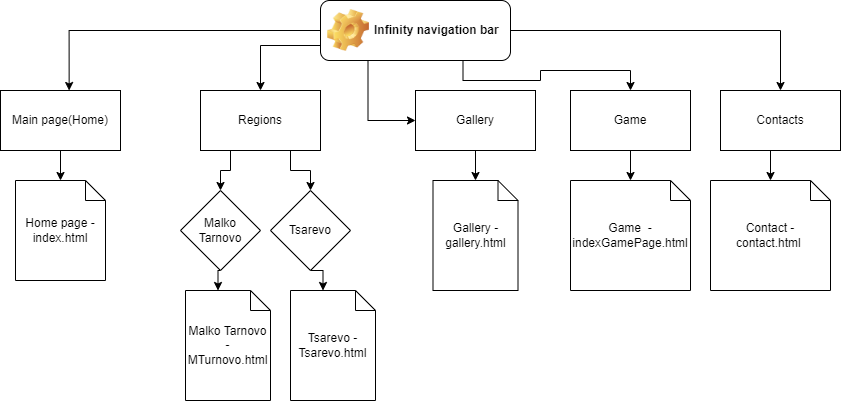 Infinity navigation bar
Main page(Home)
Regions
Gallery
Game
Contacts
Home page -
index.html
Malko
Tarnovo
Tsarevo
Gallery -
gallery.html
Game -
indexGamePage.html
Contact -
contact.html
Malko Tarnovo
-
MTurnovo.html
Tsarevo -
Tsarevo.html